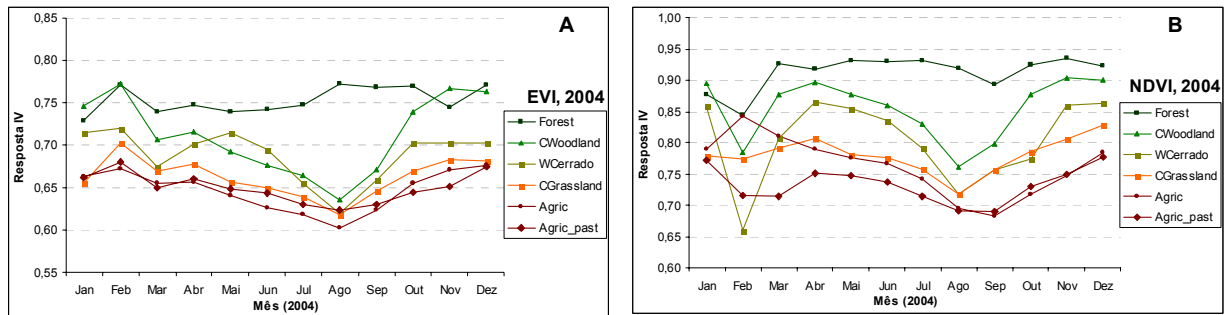 A
EVI, 2004
Resposta IV
0,85
0,80
0,75
0,70
0,65
0,60
0,55
Jan Feb Mar Abr Mai Jun Jul Ago Sep Out Nov Dez
Mês (2004)
Forest
CWoodland
WCerrado
CGrassland
Agric
Agric_past
B
NDVI, 2004
Resposta IV
1,00
0,95
0,90
0,85
0,80
0,75
0,70
0,65
0,60
Jan Feb Mar Abr Mai Jun Jul Ago Sep Out Nov Dez
Mês (2004)
Forest
CWoodland
WCerrado
CGrassland
Agric
Agric_past